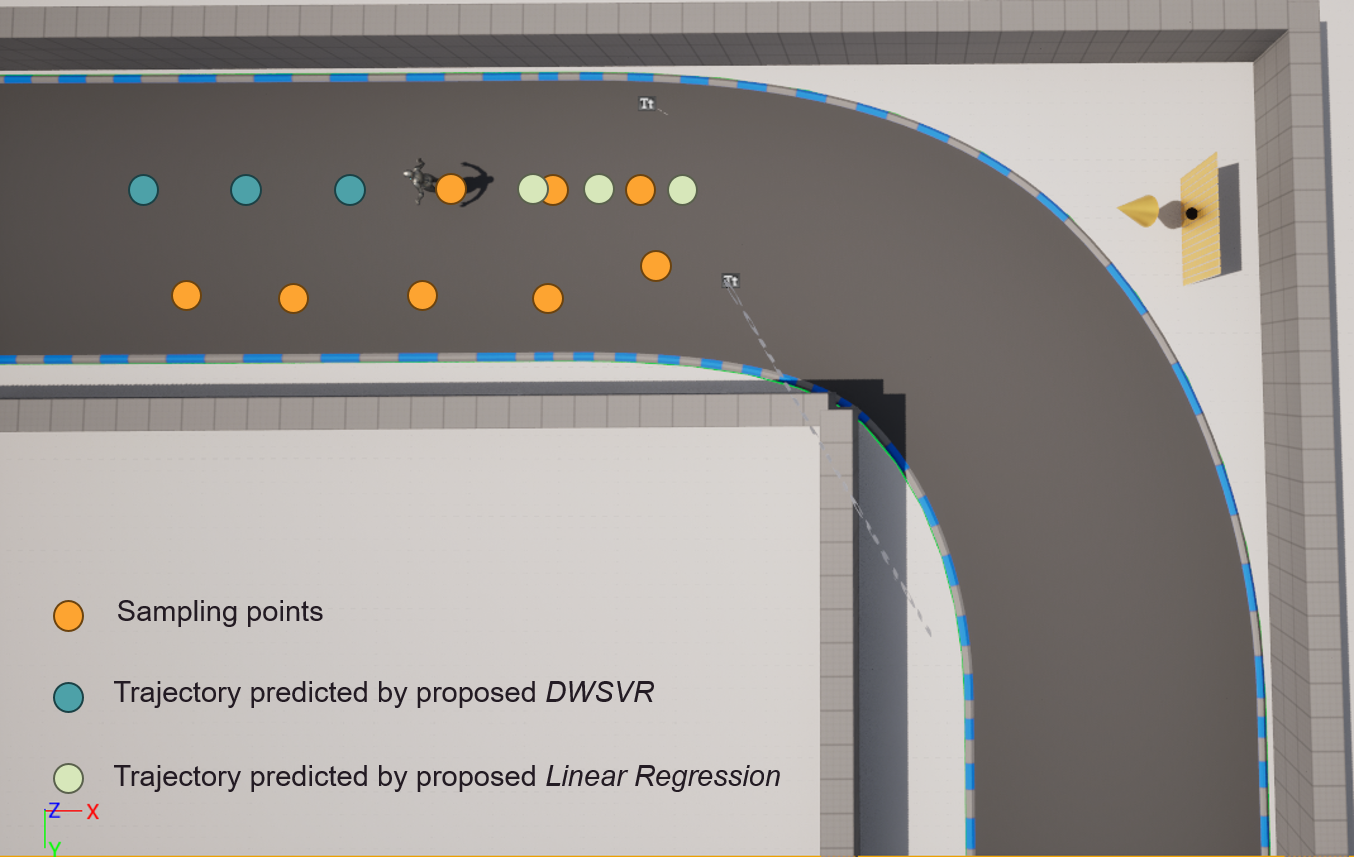 Tt
Tt
Sampling points
Trajectory predicted by proposed DWSVR
Trajectory predicted by proposed Linear Regression
Z X
Y